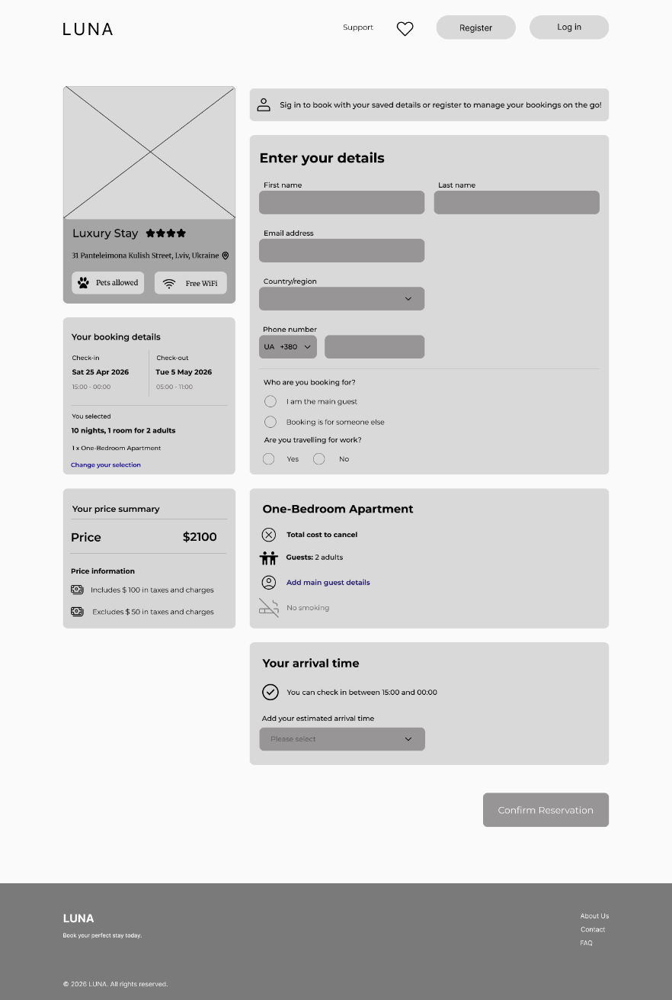 LUNA
Support
Register
Log in
Luxury Stay
31 Panteleimona Kulish Street, Lviv, Ukraine
Pets allowed
Free WiFi
Your booking details
Check-in
Check-out
Sat 25 Apr 2026
Tue 5 May 2026
15:00 - 00:00
05:00 - 11:00
You selected
10 nights, 1 room for 2 adults
1 x One-Bedroom Apartment
Change your selection
Your price summary
Price
$2100
Price information
Includes $ 100 in taxes and charges
Excludes $ 50 in taxes and charges
Sig in to book with your saved details or register to manage your bookings on the go!
Enter your details
First name
Last name
Email address
Country/region
Phone number
UA +380
Who are you booking for?
I am the main guest
Booking is for someone else
Are you travelling for work?
Yes
No
One-Bedroom Apartment
Total cost to cancel
Guests: 2 adults
Add main guest details
No smoking
Your arrival time
You can check in between 15:00 and 00:00
Add your estimated arrival time
Please select
Confirm Reservation
LUNA
Book your perfect stay today.
About Us
Contact
FAQ
© 2026 LUNA. All rights reserved.